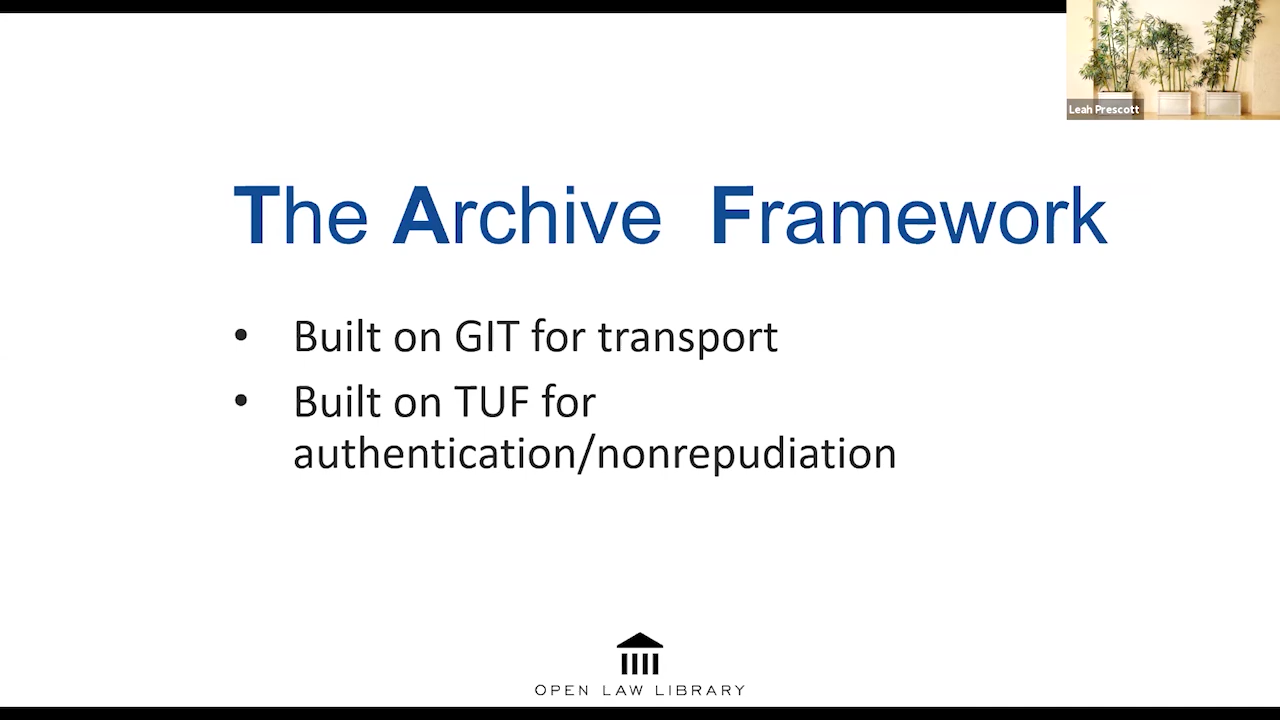 Leah Prescott
The Archive Framework
• Built on GIT for transport
• Built on TUF for
authentication/nonrepudiation
OPEN LAW LIBRARY